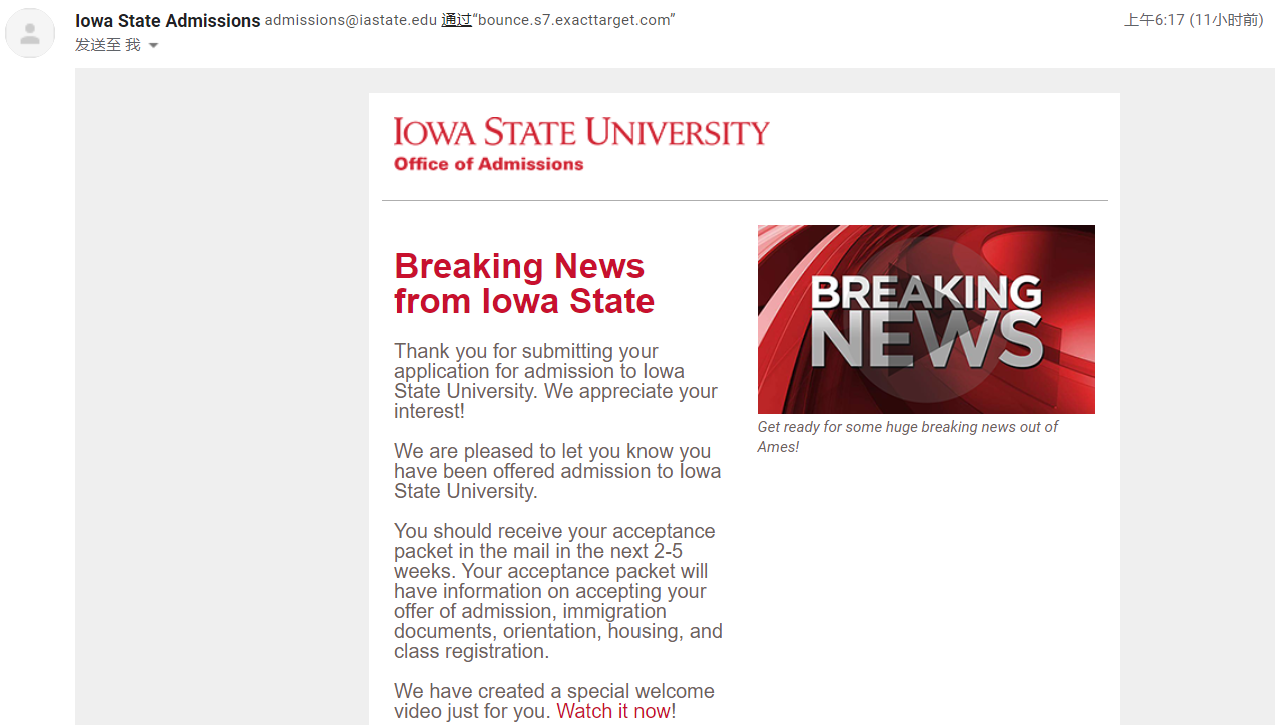 Iowa State Admissions admissions@iastate.edu 通过“bounce.s7.exacttarget.com” 上午6:17 (11小时前)
发送至 我
IOWA STATE UNIVERSITY
Office of Admissions
Breaking News
from Iowa State
Thank you for submitting your
application for admission to Iowa
State University. We appreciate your
interest!
We are pleased to let you know you
have been offered admission to Iowa
State University.
You should receive your acceptance
packet in the mail in the next 2-5
weeks. Your acceptance packet will
have information on accepting your
offer of admission, immigration
documents, orientation, housing, and
class registration.
We have created a special welcome
video just for you. Watch it now!
BREAKING
NEWS
Get ready for some huge breaking news out of
Ames!